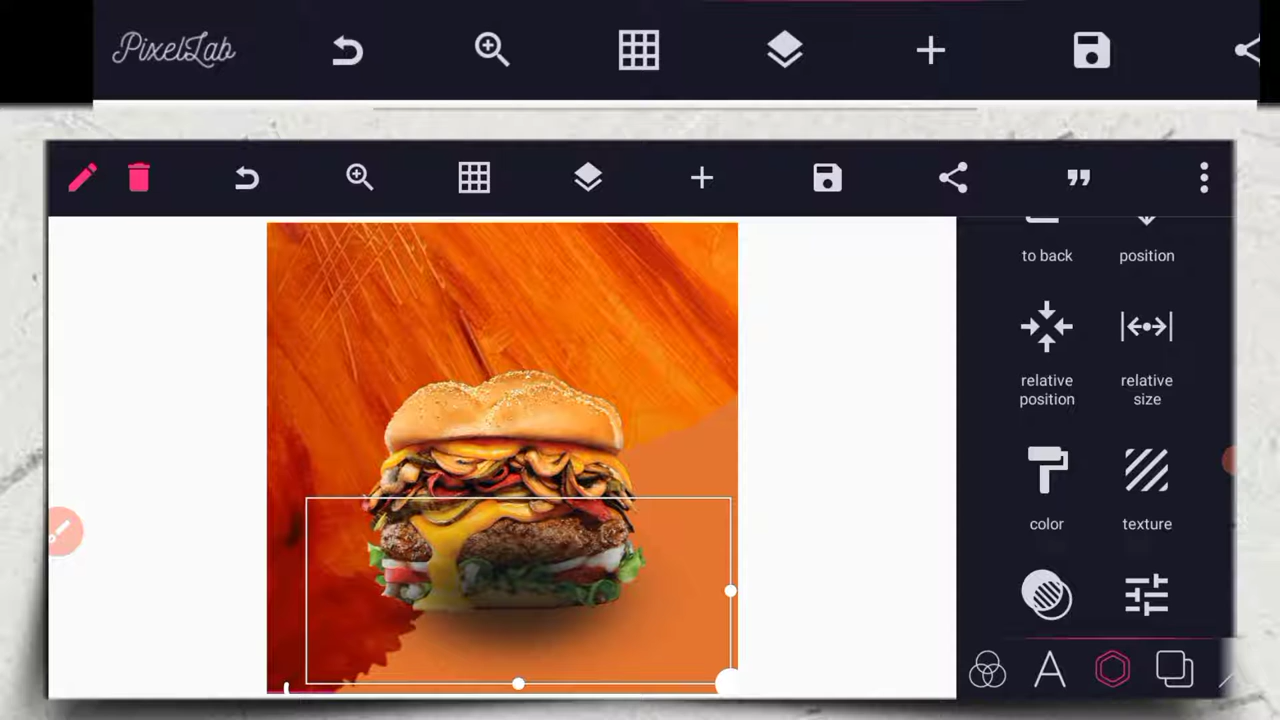 PixelLab
to back
position
relative
position
relative
size
color
texture